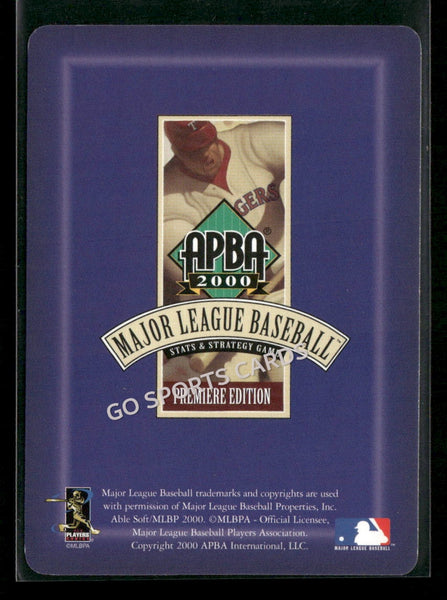 T
GERS
APBA®
2000
MAJOR LEAGUE BASEBALL™
STATS & STRATEGY GAME
GO SPORTS CARDS
PREMIERE EDITION
Major League Baseball trademarks and copyrights are used
with permission of Major League Baseball Properties, Inc.
Able Soft/MLBP 2000. ©MLBPA - Official Licensee,
Major League Baseball Players Association.
Copyright 2000 APBA International, LLC.
PLAYERS
CHOICE
©MLBPA
MAJOR LEAGUE BASEBALL